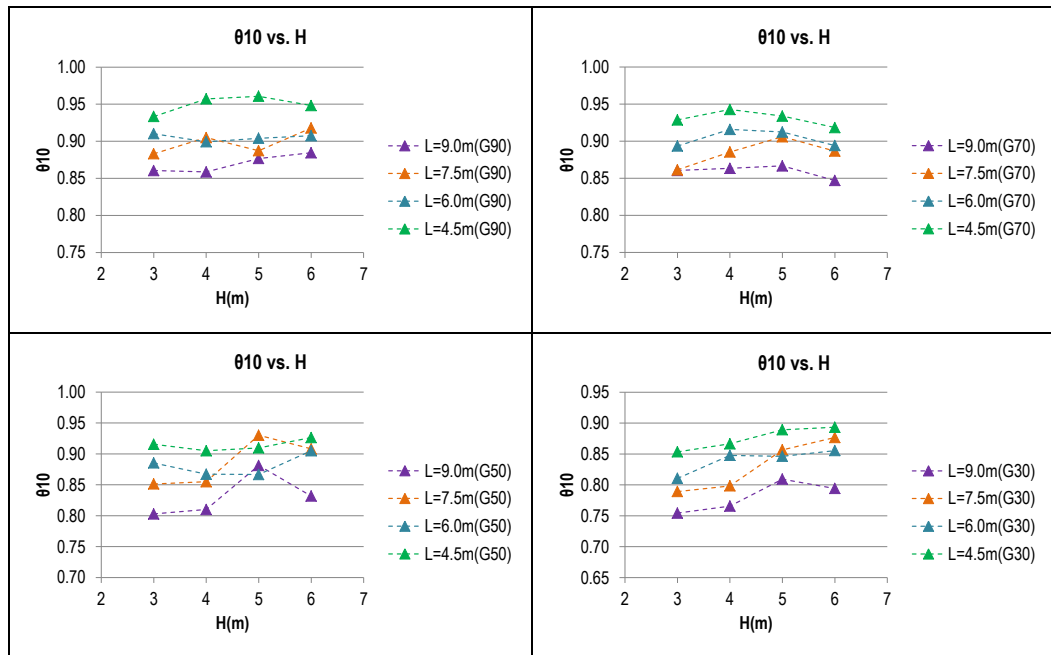 θ10 vs. H
1.00
0.95
0.90
0.85
0.80
0.75
θ10
2 3 4 5 6 7
H(m)
L=9.0m(G90)
L=7.5m(G90)
L=6.0m(G90)
L=4.5m(G90)
θ10 vs. H
1.00
0.95
0.90
0.85
0.80
0.75
θ10
2 3 4 5 6 7
H(m)
L=9.0m(G70)
L=7.5m(G70)
L=6.0m(G70)
L=4.5m(G70)
θ10 vs. H
1.00
0.95
0.90
0.85
0.80
0.75
0.70
θ10
2 3 4 5 6 7
H(m)
L=9.0m(G50)
L=7.5m(G50)
L=6.0m(G50)
L=4.5m(G50)
θ10 vs. H
0.95
0.90
0.85
0.80
0.75
0.70
0.65
θ10
2 3 4 5 6 7
H(m)
L=9.0m(G30)
L=7.5m(G30)
L=6.0m(G30)
L=4.5m(G30)